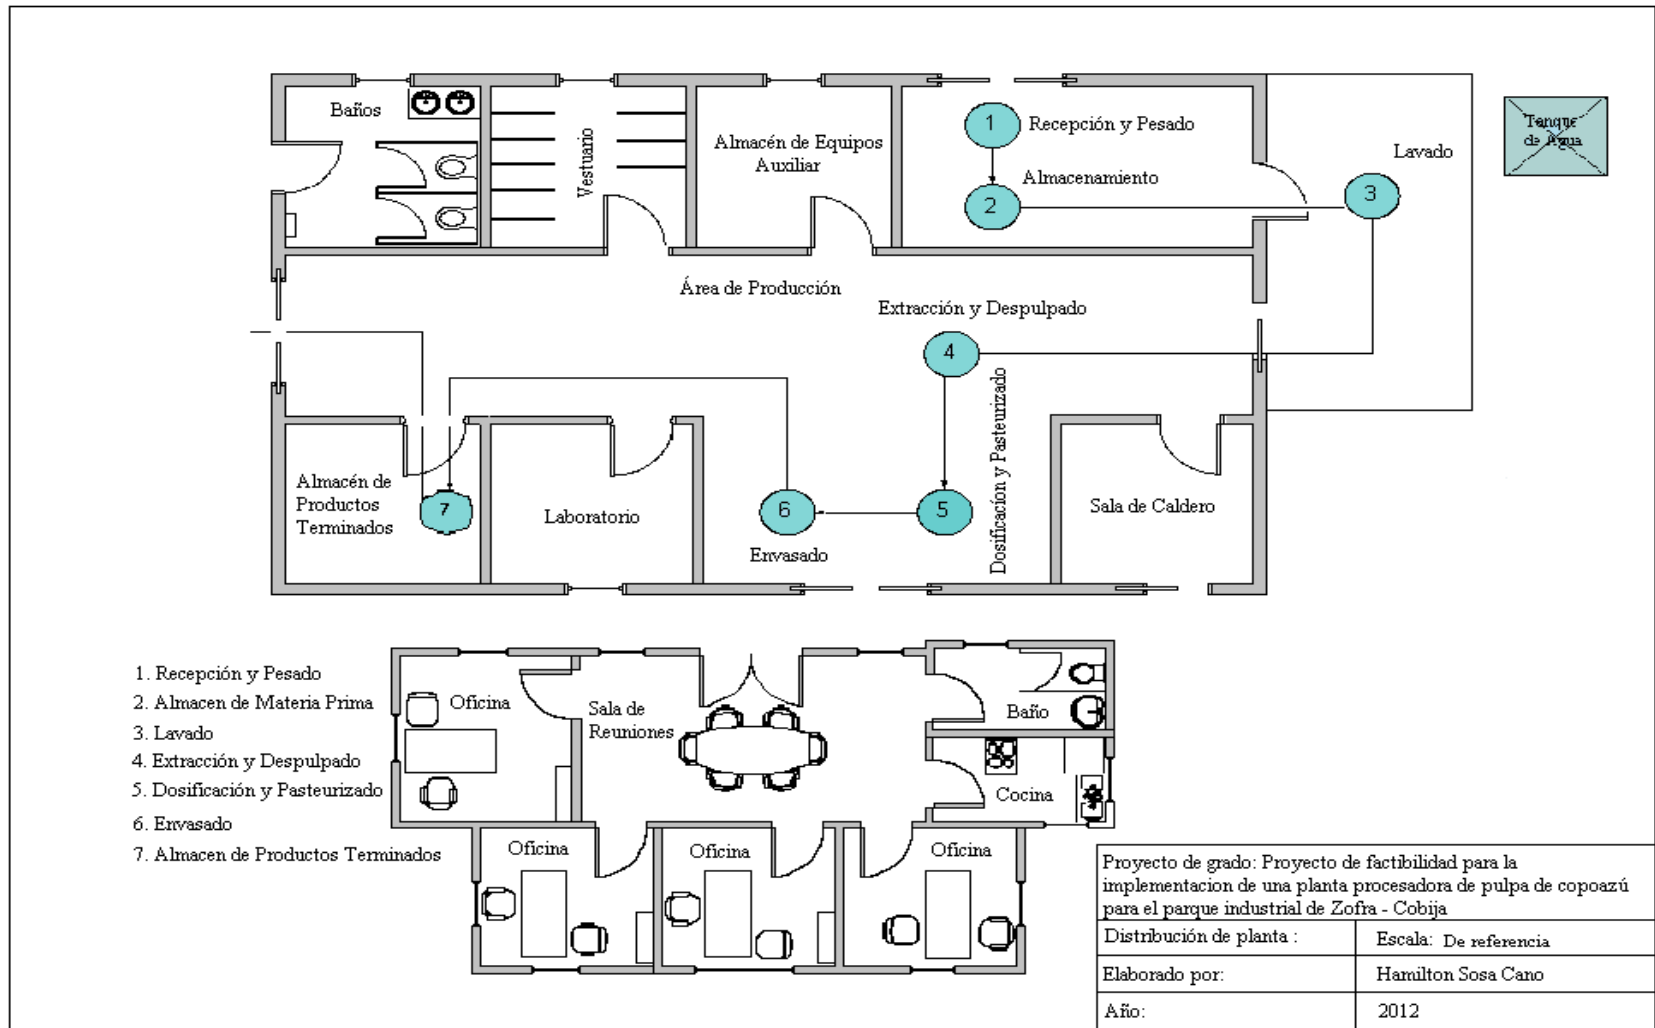 Baños
Vestuario
Almacén de Equipos
Auxiliar
1
Recepción y Pesado
Almacenamiento
2
Lavado
3
Tanque
de Agua
Área de Producción
Extracción y Despulpado
4
Dosificación y Pasteurizado
5
6
Envasado
Almacén de
Productos
Terminados
7
Laboratorio
Sala de Caldero
1. Recepción y Pesado
2. Almacen de Materia Prima
3. Lavado
4. Extracción y Despulpado
5. Dosificación y Pasteurizado
6. Envasado
7. Almacen de Productos Terminados
Oficina
Sala de
Reuniones
Baño
Cocina
Oficina
Oficina
Oficina
Proyecto de grado: Proyecto de factibilidad para la
implementacion de una planta procesadora de pulpa de copoazú
para el parque industrial de Zofra - Cobija
Distribución de planta :
Escala: De referencia
Elaborado por:
Hamilton Sosa Cano
Año:
2012